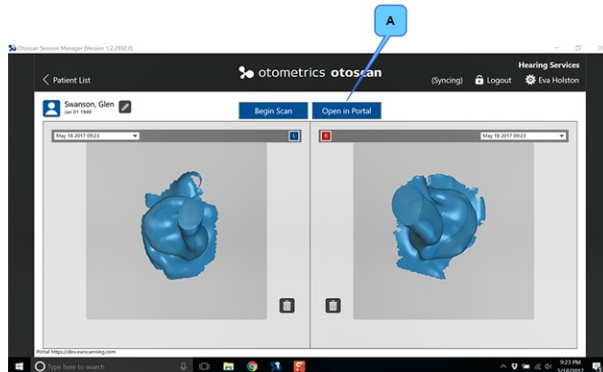 A
Otoscan Session Manager (Version 1.2.2932.0)
Hearing Services
Patient List
otometrics otoscan
(Syncing) Logout Eva Holston
Swanson, Glen
Jan 01 1949
Begin Scan Open in Portal
May 18 2017 09:23 L R May 18 2017 09:23
Portal https://dev.earscanning.com
Type here to search
9:23 PM
5/18/2017